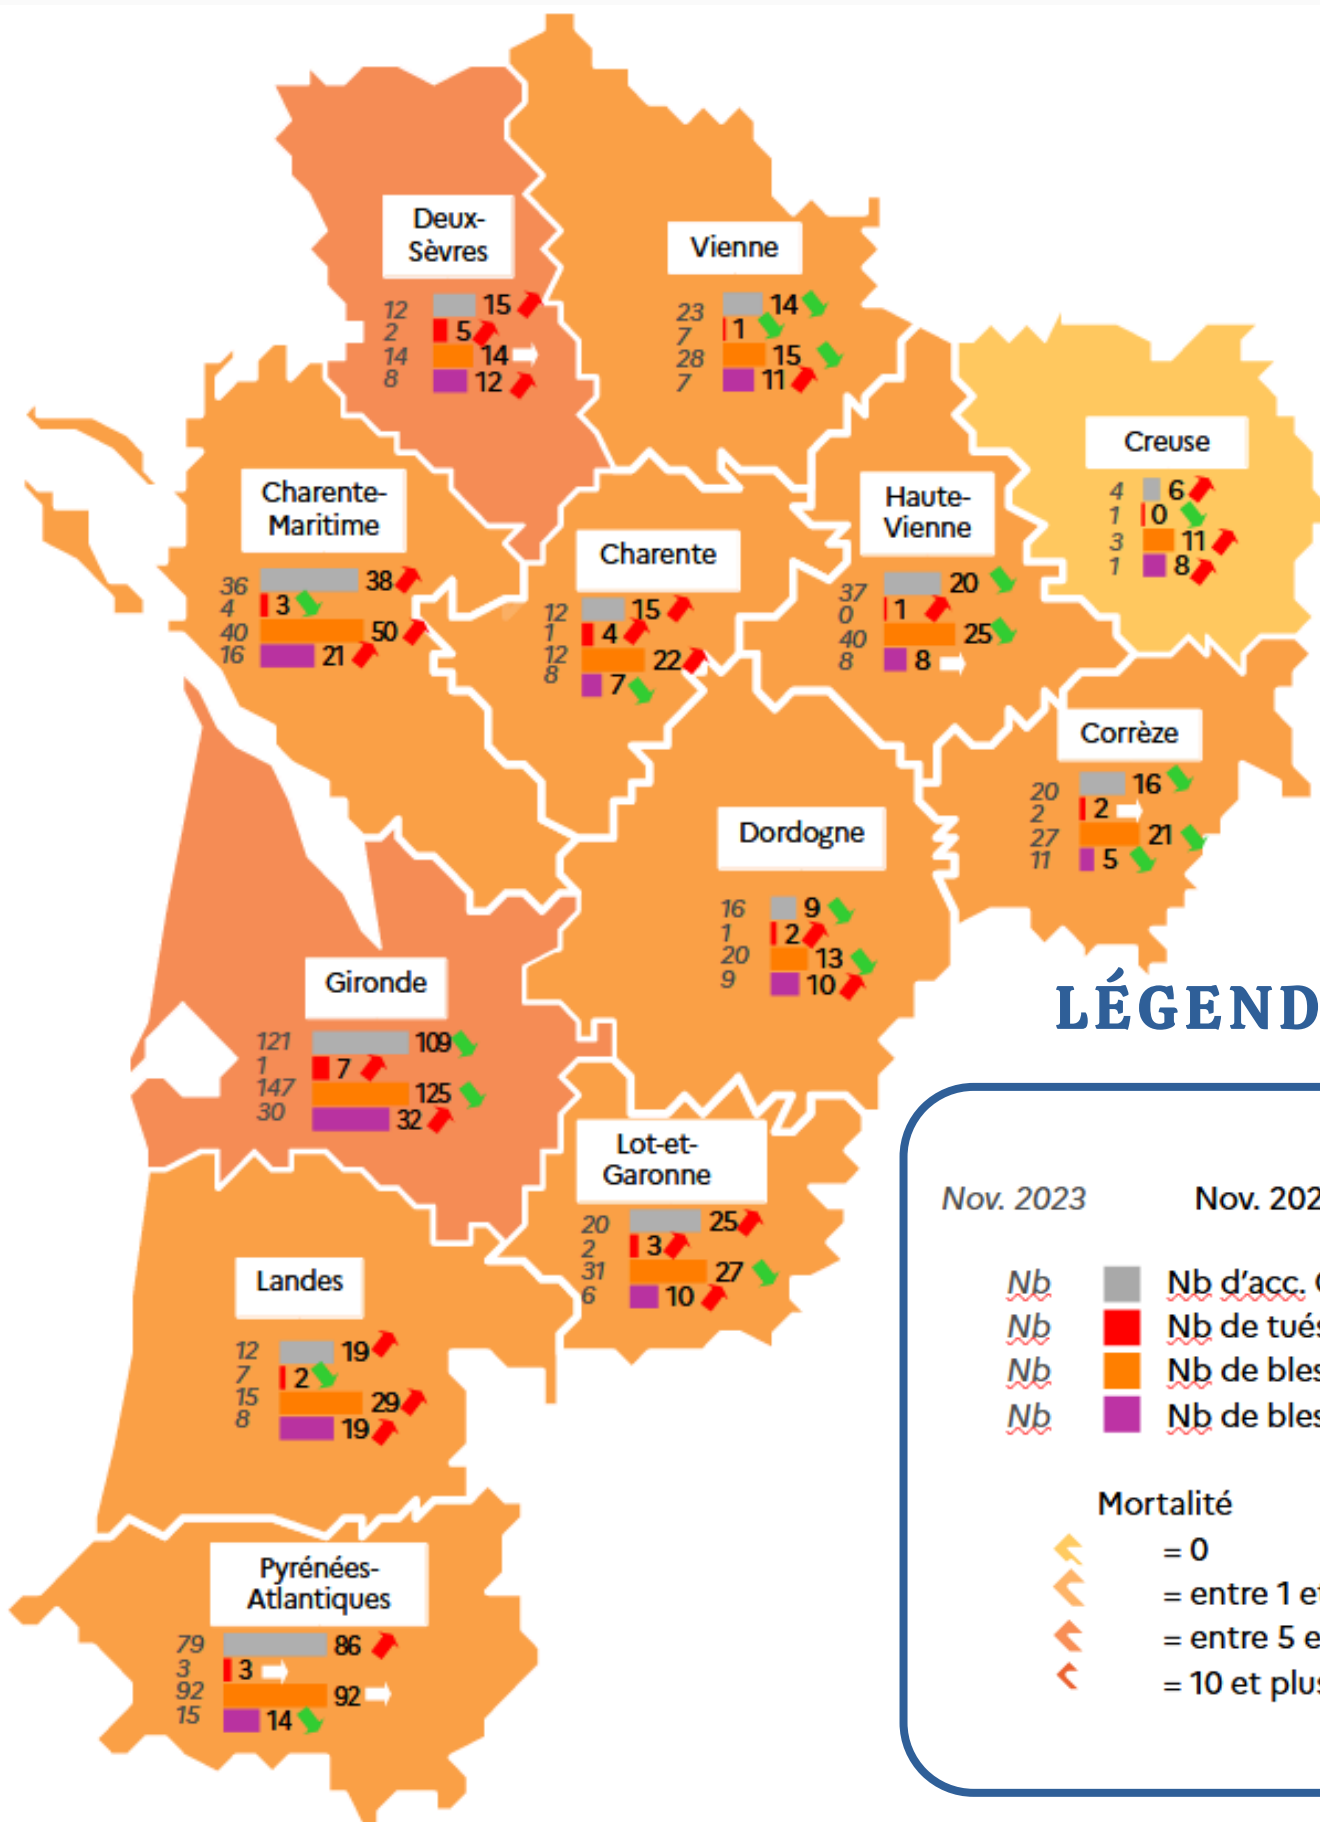 Deux-
Sèvres
12 15
2 5
14 14
8 12
Vienne
23 14
7 1
28 15
7 11
Creuse
4 6
1 0
3 11
1 8
Charente-
Maritime
36 38
4 3
40 50
16 21
Charente
12 15
1 4
12 22
8 7
Haute-
Vienne
37 20
0 1
40 25
8 8
Corrèze
20 16
2 2
27 21
11 5
Dordogne
16 9
1 2
20 13
9 10
Gironde
121 109
1 7
147 125
30 32
Lot-et-
Garonne
20 25
2 3
31 27
6 10
Landes
12 19
7 2
15 29
8 19
Pyrénées-
Atlantiques
79 86
3 3
92 92
15 14
LÉGEND
Nov. 2023 Nov. 202
Nb Nb d'acc.
Nb Nb de tués
Nb Nb de bles
Nb Nb de bles
Mortalité
= 0
= entre 1 et
= entre 5 e
= 10 et plus